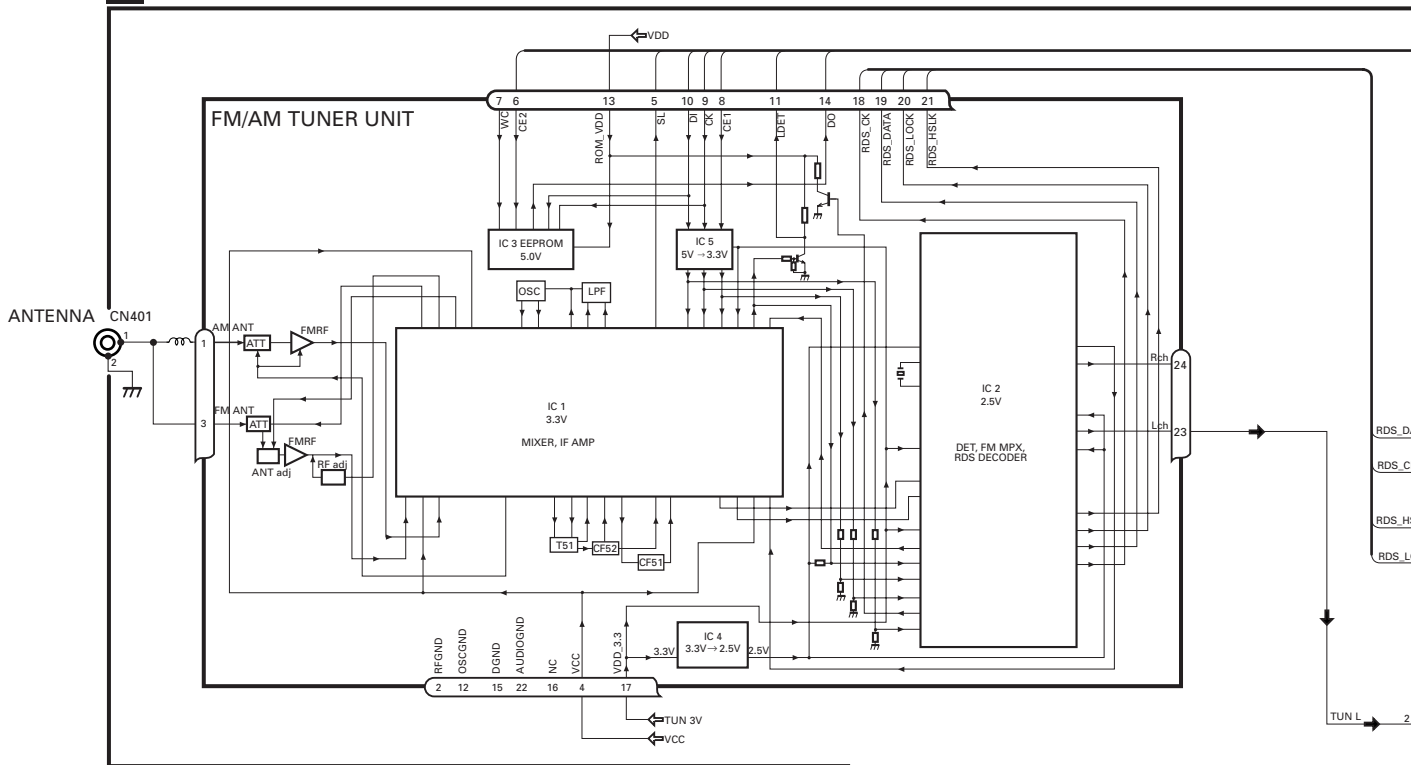 VDD
7 6 13 5 10 9 8 11 14 18 19 20 21
FM/AM TUNER UNIT
WC
CE2
ROM_VDD
SL
DI
CK
CE1
LDET
DO
RDS_CK
RDS_DATA
RDS_LOCK
RDS_HSLK
IC 3 EEPROM
5.0V
IC 5
5V → 3.3V
OSC
LPF
ANTENNA
CN401
1
2
1
AM ANT
ATT
FMRF
3
FM ANT
ATT
FMRF
ANT adj
RF adj
IC 1
3.3V
MIXER, IF AMP
IC 2
2.5V
DET, FM MPX,
RDS DECODER
Rch
24
Lch
23
T51
CF52
CF51
RDS_D
RDS_C
RDS_H
RDS_L
IC 4
3.3V → 2.5V
3.3V
2.5V
RFGND
OSCGND
DGND
AUDIOGND
NC
VCC
VDD_3.3
2 12 15 22 16 4 17
TUN 3V
VCC
TUN L
2